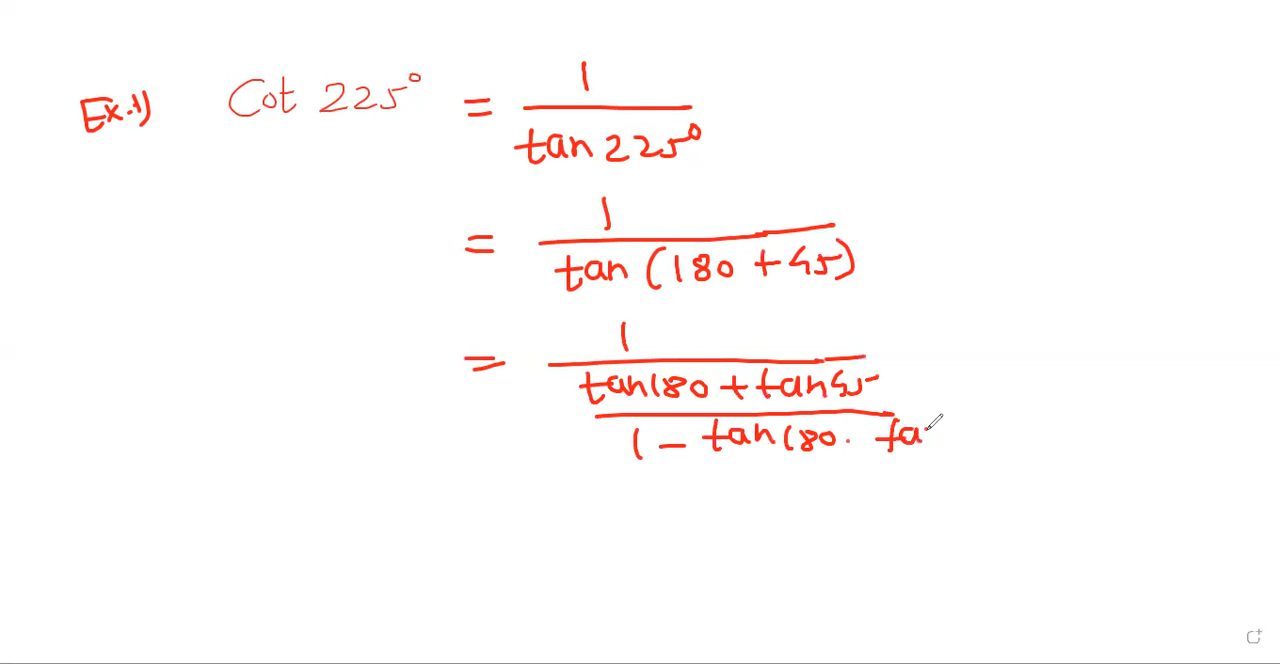 Ex.1) Cot 225° = 1
tan 225°
= 1
tan (180 + 45)
= 1
tan180 + tan45
1 - tan180 . ta